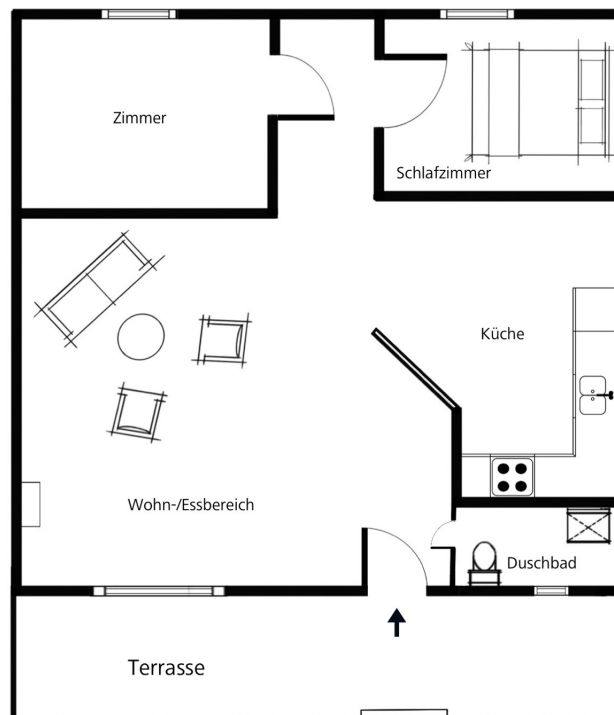 Zimmer
Schlafzimmer
Küche
Wohn-/Essbereich
Duschbad
Terrasse